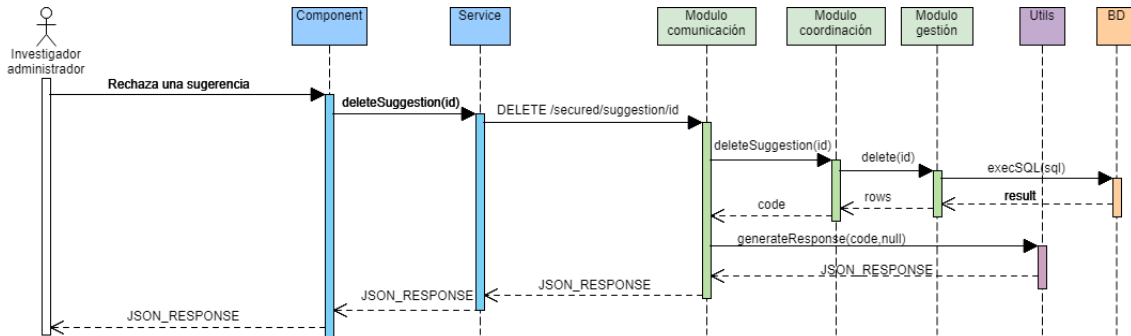 Component
Service
Modulo
comunicación
Modulo
coordinación
Modulo
gestión
Utils
BD
Investigador
administrador
Rechaza una sugerencia
deleteSuggestion(id)
DELETE /secured/suggestion/id
deleteSuggestion(id)
delete(id)
execSQL(sql)
result
rows
code
generateResponse(code,null)
JSON_RESPONSE
JSON_RESPONSE
JSON_RESPONSE
JSON_RESPONSE